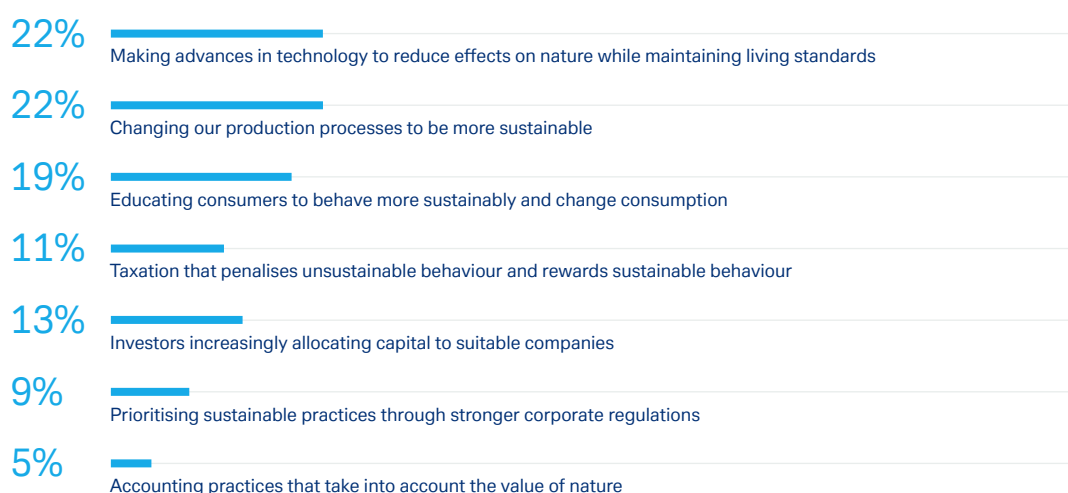 22%
Making advances in technology to reduce effects on nature while maintaining living standards
22%
Changing our production processes to be more sustainable
19%
Educating consumers to behave more sustainably and change consumption
11%
Taxation that penalises unsustainable behaviour and rewards sustainable behaviour
13%
Investors increasingly allocating capital to suitable companies
9%
Prioritising sustainable practices through stronger corporate regulations
5%
Accounting practices that take into account the value of nature